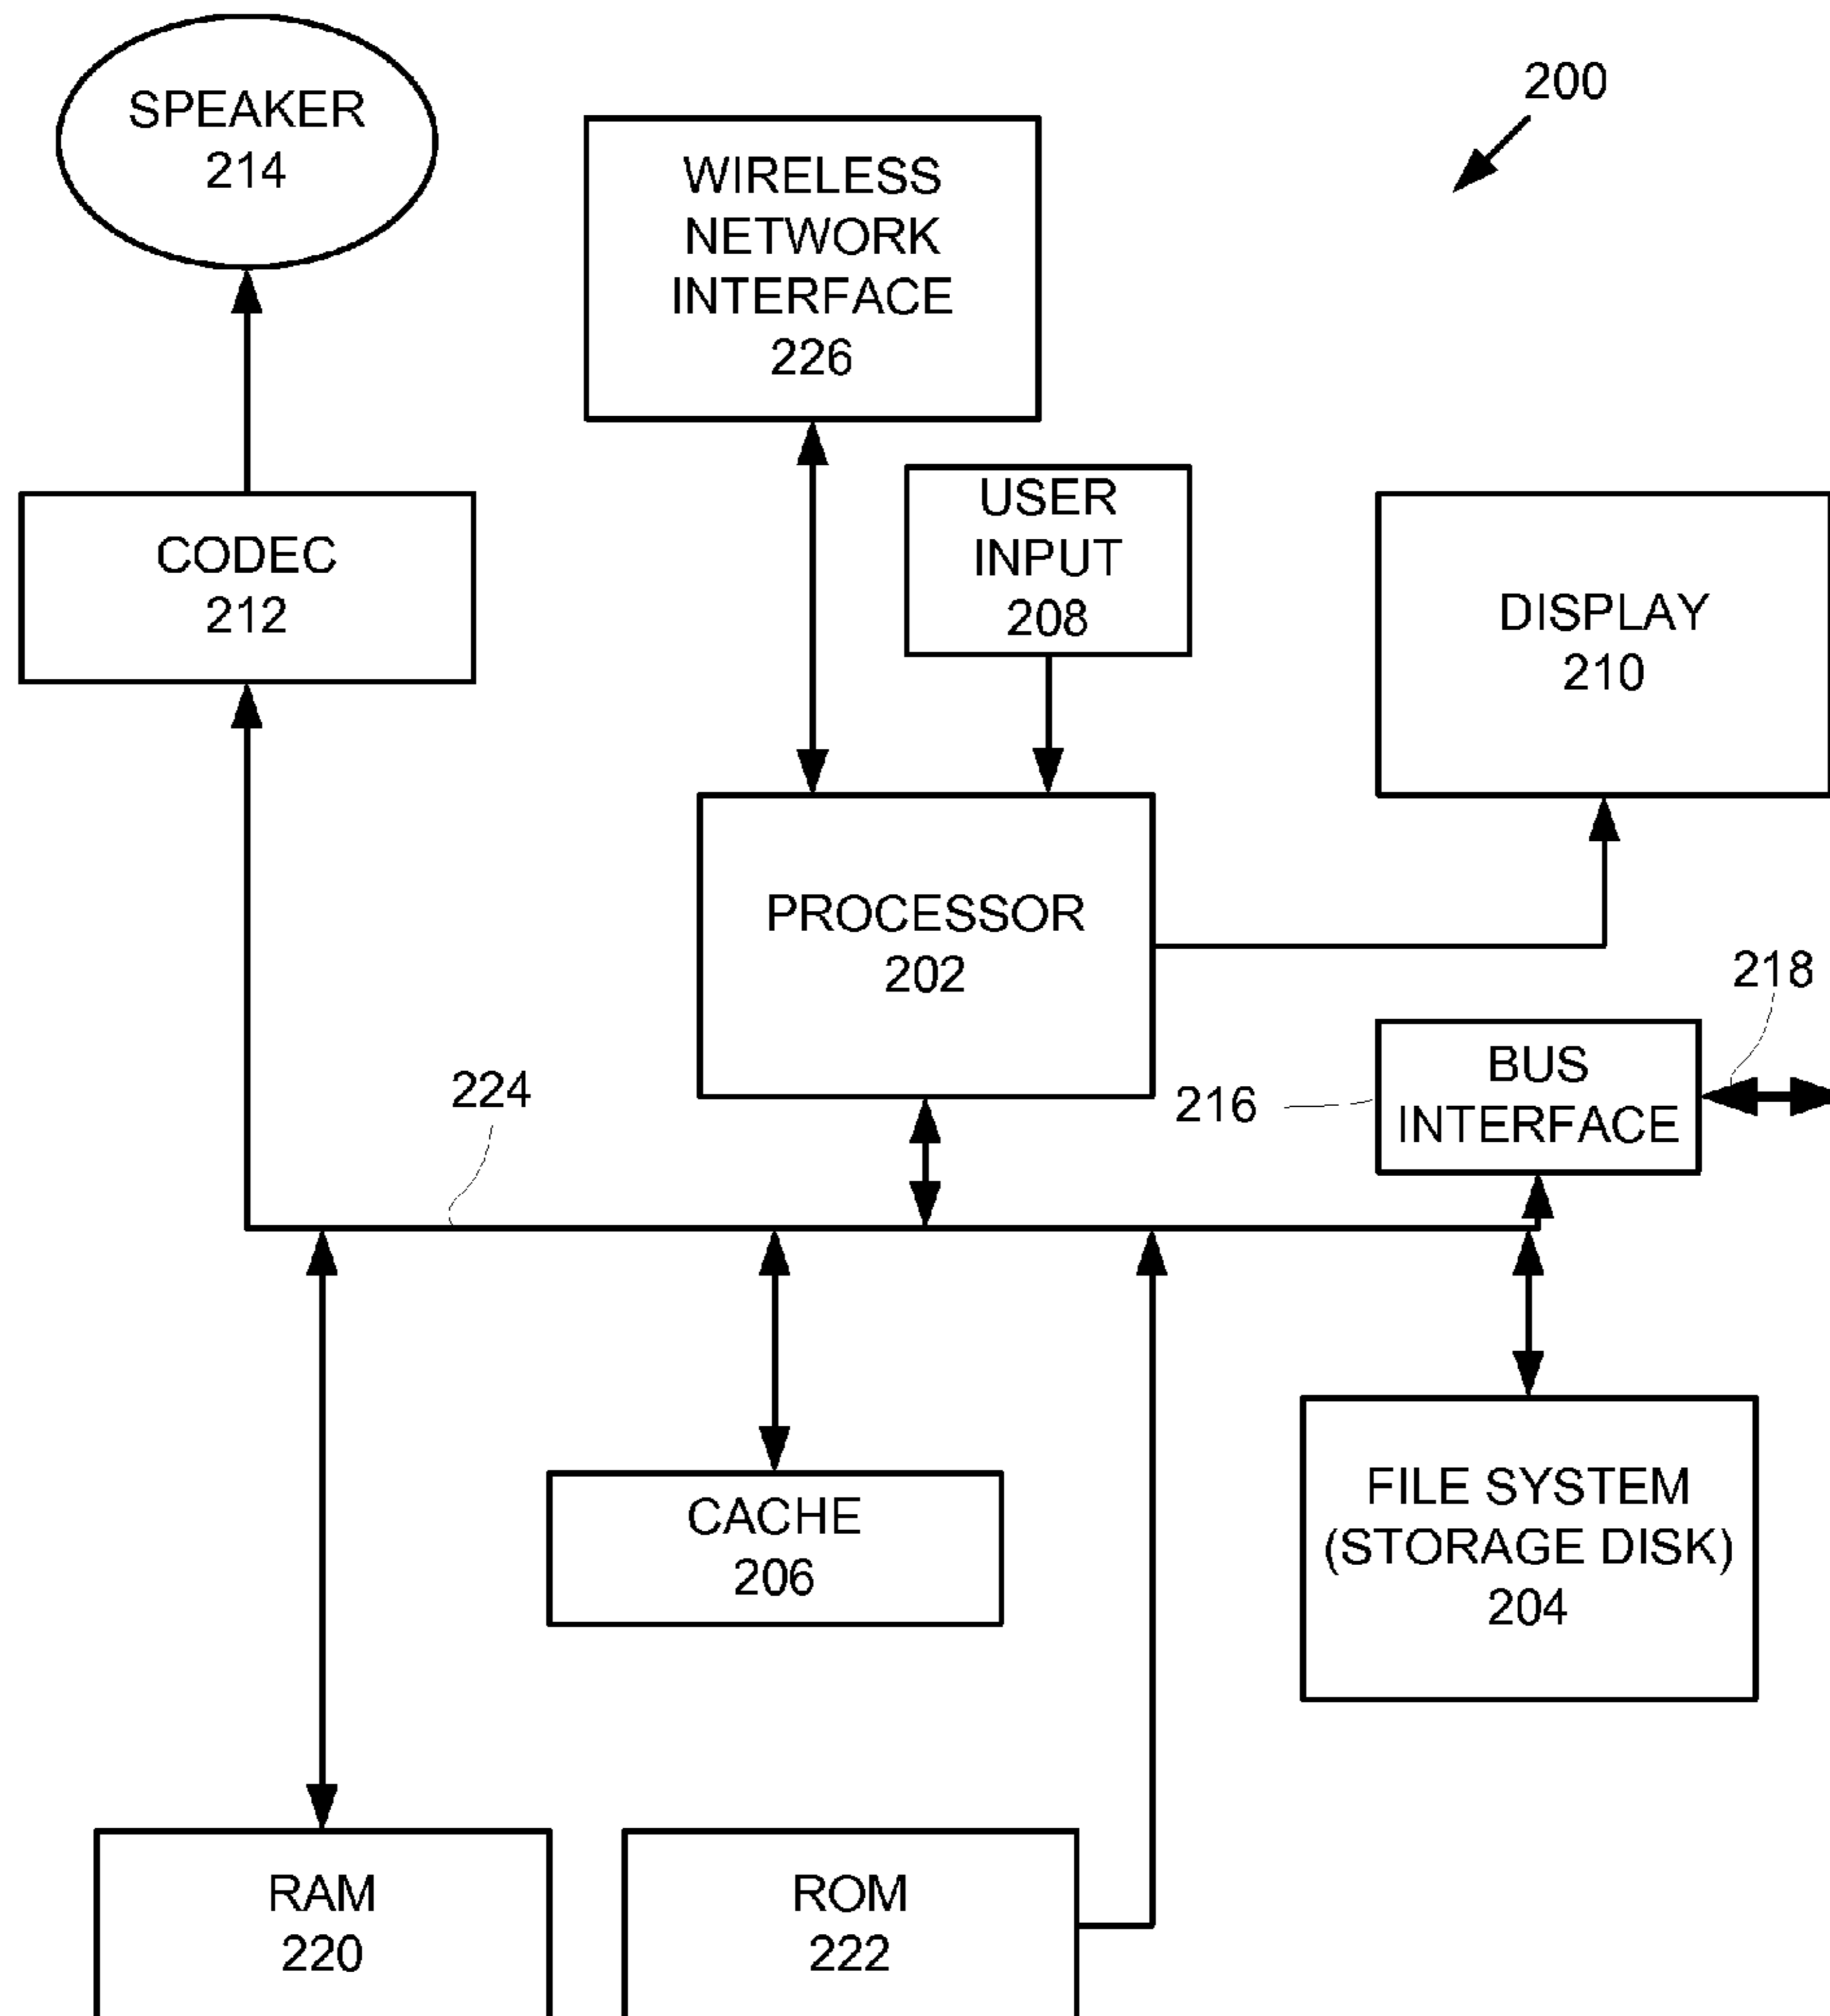 200
SPEAKER
214
WIRELESS
NETWORK
INTERFACE
226
USER
INPUT
208
CODEC
212
DISPLAY
210
PROCESSOR
202
218
224
216
BUS
INTERFACE
CACHE
206
FILE SYSTEM
(STORAGE DISK)
204
RAM
220
ROM
222